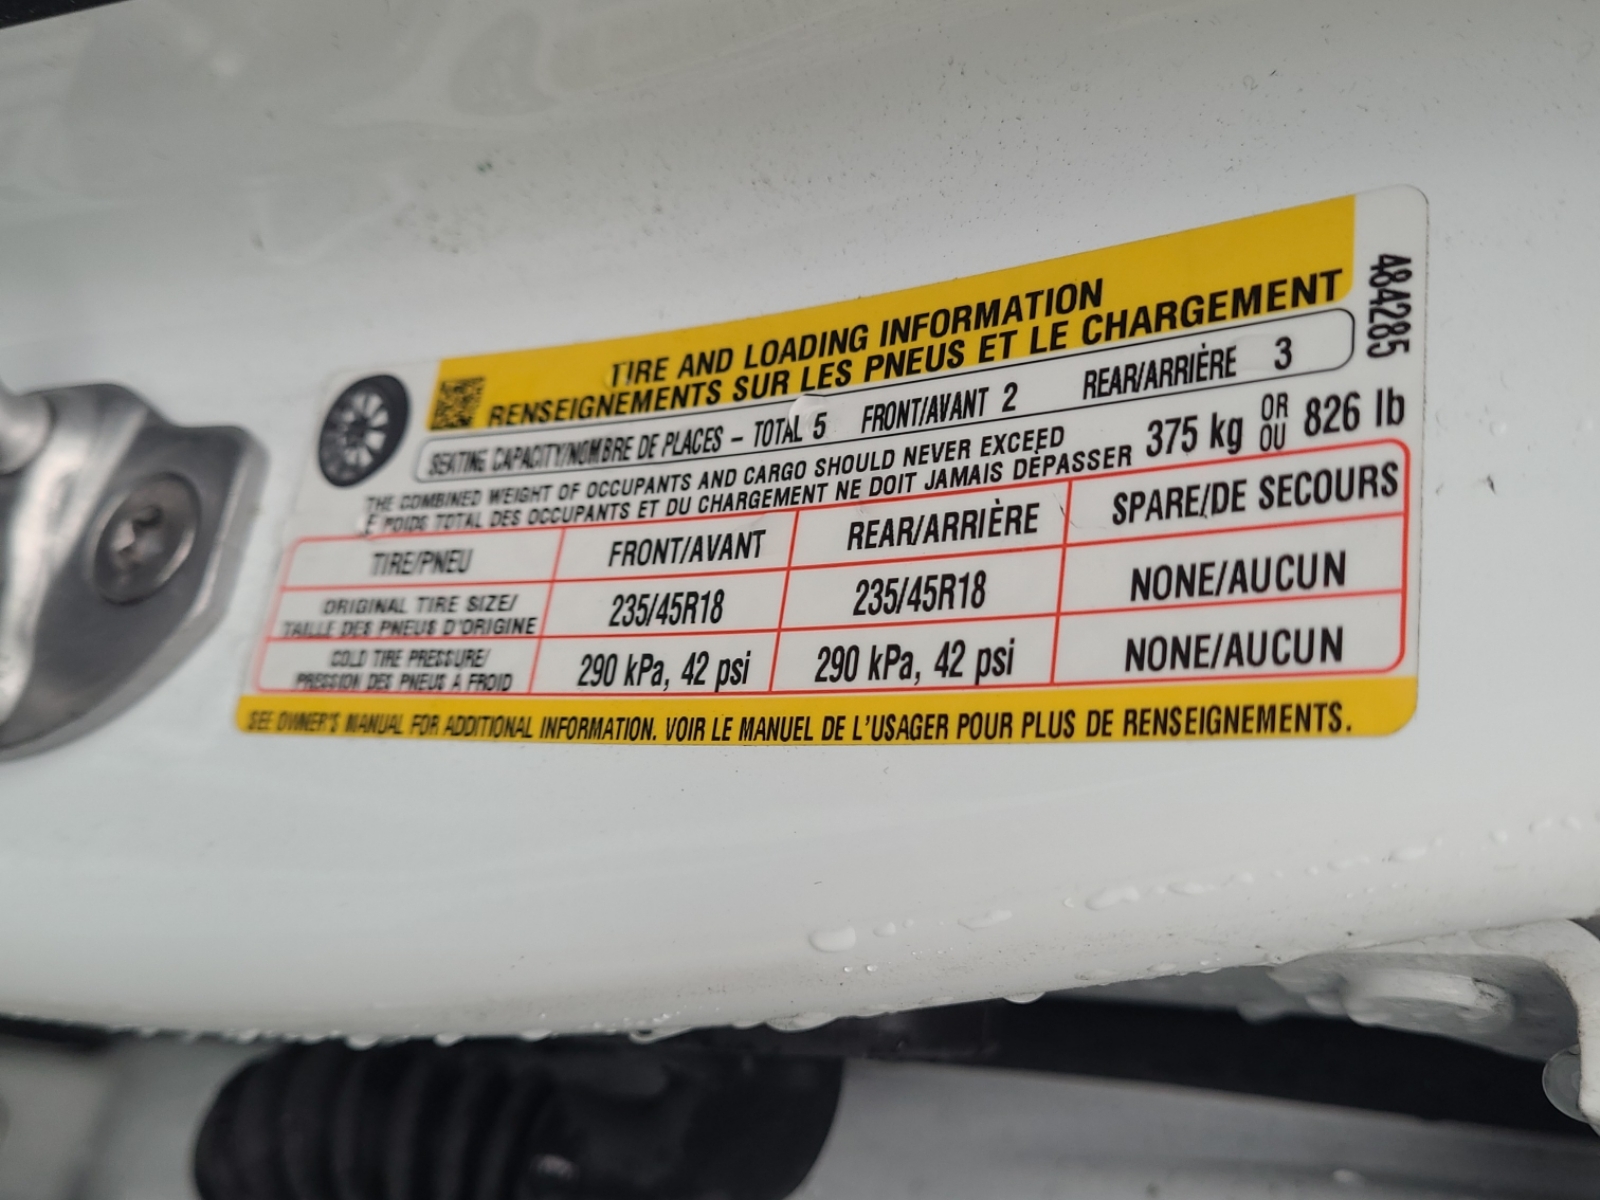 TIRE AND LOADING INFORMATION
RENSEIGNEMENTS SUR LES PNEUS ET LE CHARGEMENT
484285
SEATING CAPACITY/NOMBRE DE PLACES – TOTAL 5 FRONT/AVANT 2 REAR/ARRIÈRE 3
THE COMBINED WEIGHT OF OCCUPANTS AND CARGO SHOULD NEVER EXCEED
E POIDS TOTAL DES OCCUPANTS ET DU CHARGEMENT NE DOIT JAMAIS DÉPASSER
375 kg OR OU 826 lb
TIRE/PNEU FRONT/AVANT REAR/ARRIÈRE SPARE/DE SECOURS
ORIGINAL TIRE SIZE/
TAILLE DES PNEUS D'ORIGINE
235/45R18 235/45R18 NONE/AUCUN
COLD TIRE PRESSURE/
PRESSION DES PNEUS A FROID
290 kPa, 42 psi 290 kPa, 42 psi NONE/AUCUN
SEE OWNER'S MANUAL FOR ADDITIONAL INFORMATION. VOIR LE MANUEL DE L'USAGER POUR PLUS DE RENSEIGNEMENTS.